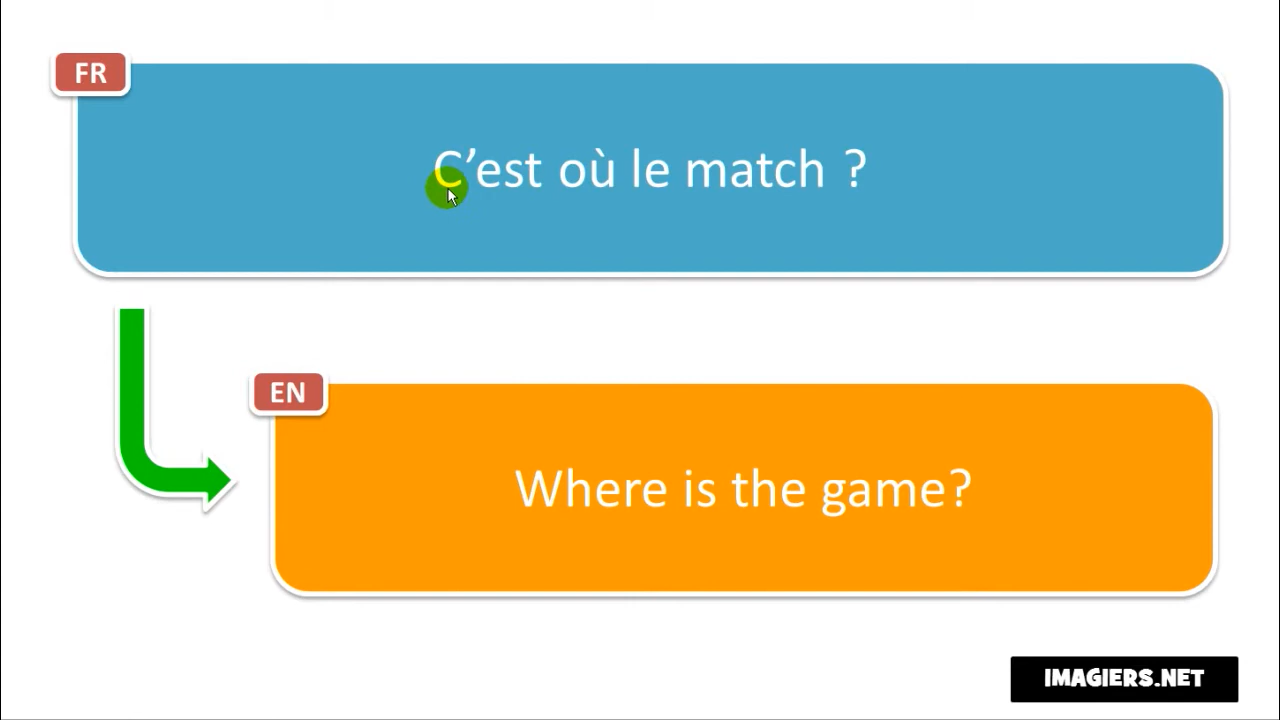 FR
C’est où le match ?
EN
Where is the game?
IMAGIERS.NET